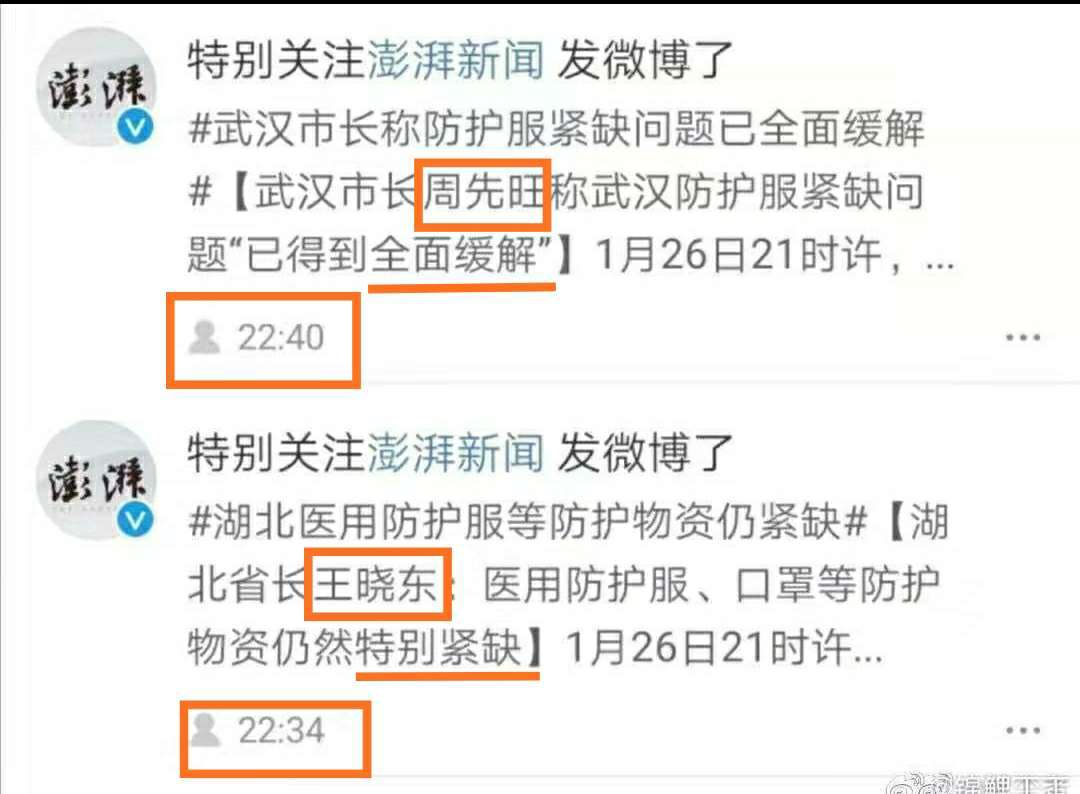 澎湃
特别关注澎湃新闻 发微博了
#武汉市长称防护服紧缺问题已全面缓解
#【武汉市长周先旺称武汉防护服紧缺问
题“已得到全面缓解”】1月26日21时许，...
22:40
澎湃
特别关注澎湃新闻 发微博了
#湖北医用防护服等防护物资仍紧缺#【湖
北省长王晓东：医用防护服、口罩等防护
物资仍然特别紧缺】1月26日21时许...
22:34